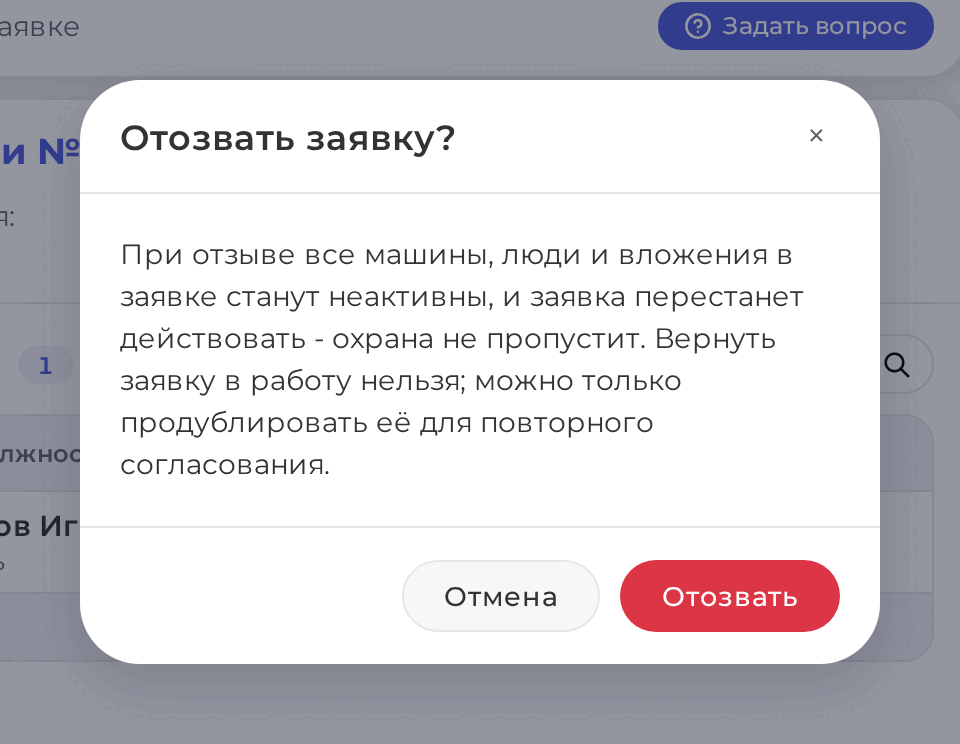 аявке
Задать вопрос
Отозвать заявку?
и №
я:
При отзыве все машины, люди и вложения в
заявке станут неактивны, и заявка перестанет
действовать - охрана не пропустит. Вернуть
заявку в работу нельзя; можно только
продублировать её для повторного
согласования.
1
лжнос
ов Иг
Отмена
Отозвать